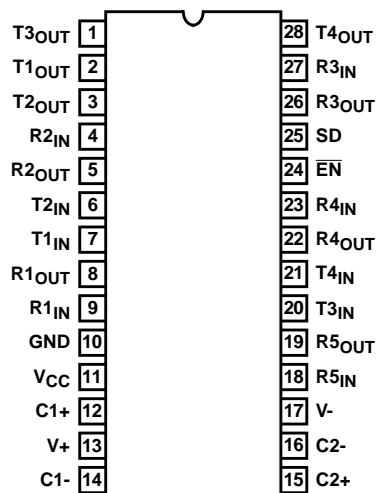 T3OUT 1 28 T4OUT
T1OUT 2 27 R3IN
T2OUT 3 26 R3OUT
R2IN 4 25 SD
R2OUT 5 24 E̅N̅
T2IN 6 23 R4IN
T1IN 7 22 R4OUT
R1OUT 8 21 T4IN
R1IN 9 20 T3IN
GND 10 19 R5OUT
VCC 11 18 R5IN
C1+ 12 17 V-
V+ 13 16 C2-
C1- 14 15 C2+